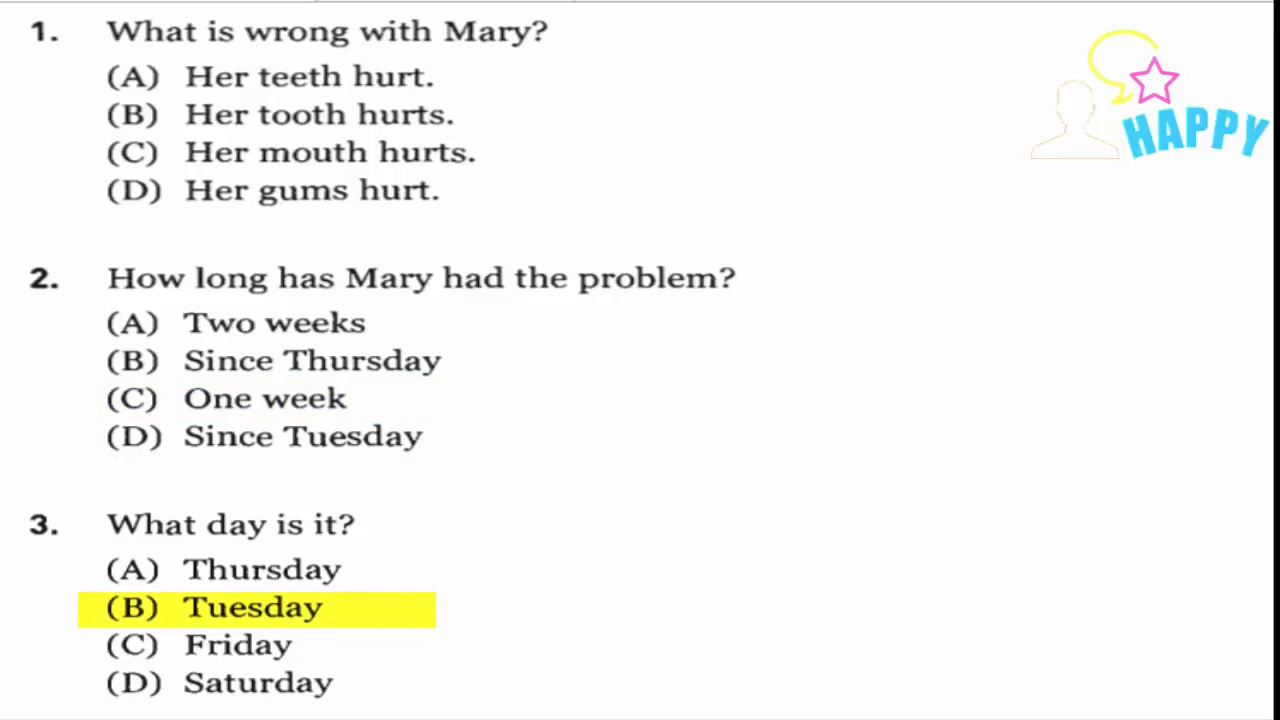 1. What is wrong with Mary?
(A) Her teeth hurt.
(B) Her tooth hurts.
(C) Her mouth hurts.
(D) Her gums hurt.
HAPPY
2. How long has Mary had the problem?
(A) Two weeks
(B) Since Thursday
(C) One week
(D) Since Tuesday
3. What day is it?
(A) Thursday
(B) Tuesday
(C) Friday
(D) Saturday